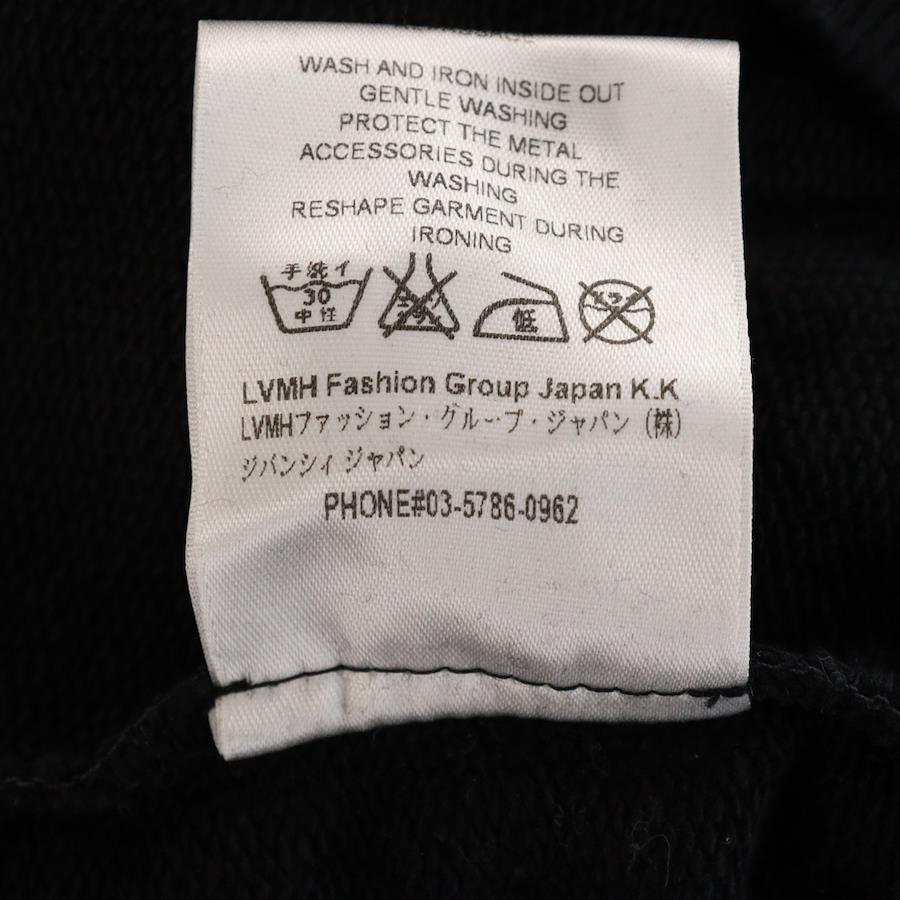 WASH AND IRON INSIDE OUT
GENTLE WASHING
PROTECT THE METAL
ACCESSORIES DURING THE
WASHING
RESHAPE GARMENT DURING
IRONING
手洗イ
30
中性
低
LVMH Fashion Group Japan K.K
LVMHファッション・グループ・ジャパン (株)
ジバンシィ ジャパン
PHONE#03-5786-0962